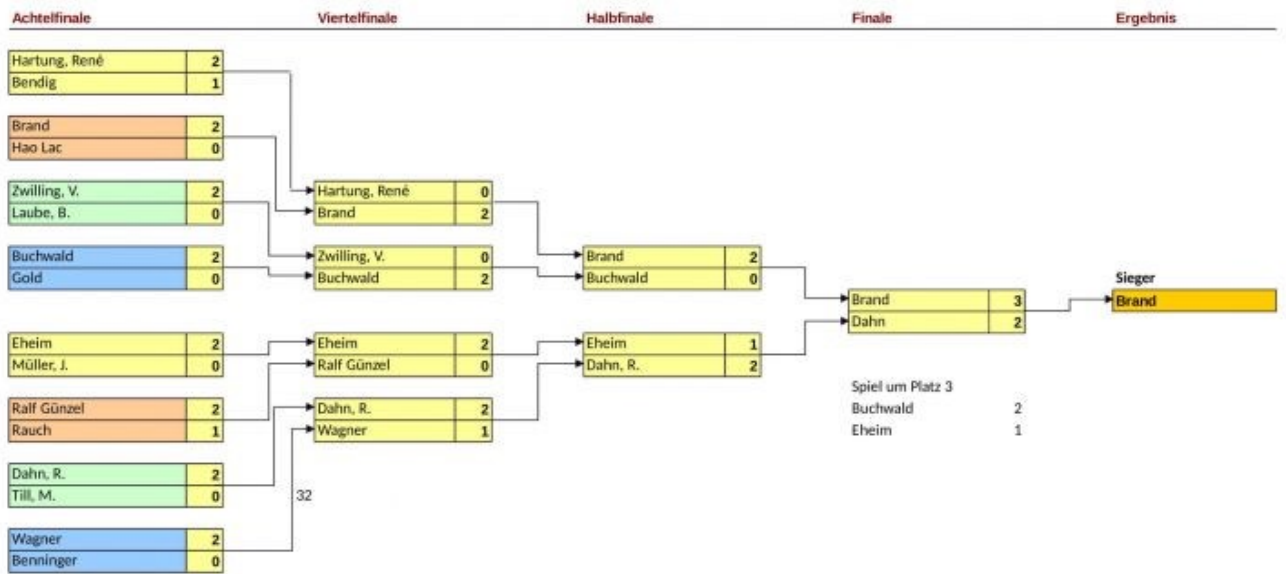 Achtelfinale Viertelfinale Halbfinale Finale Ergebnis
Hartung, René 2
Bendig 1
Brand 2
Hao Lac 0
Zwilling, V. 2
Laube, B. 0
Buchwald 2
Gold 0
Eheim 2
Müller, J. 0
Ralf Günzel 2
Rauch 1
Dahn, R. 2
Till, M. 0
Wagner 2
Benninger 0
Hartung, René 0
Brand 2
Zwilling, V. 0
Buchwald 2
Eheim 2
Ralf Günzel 0
Dahn, R. 2
Wagner 1
32
Brand 2
Buchwald 0
Eheim 1
Dahn, R. 2
Brand 3
Dahn 2
Spiel um Platz 3
Buchwald 2
Eheim 1
Sieger
Brand